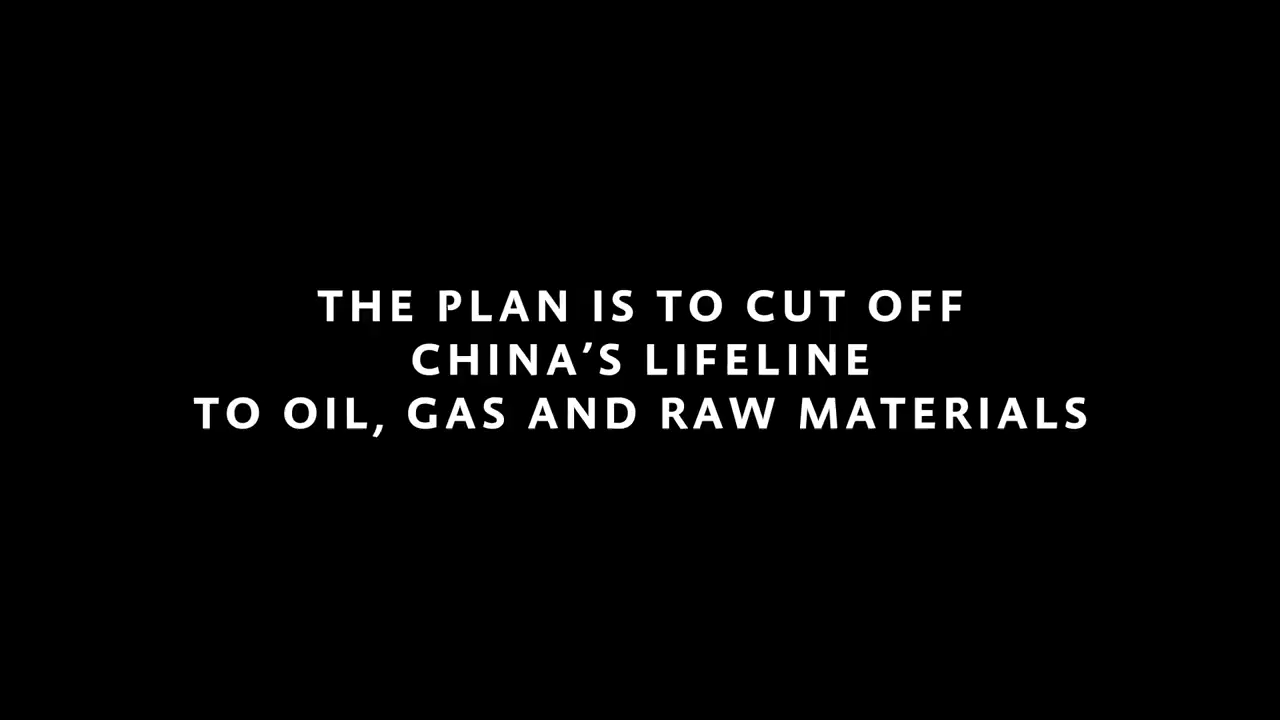 THE PLAN IS TO CUT OFF
CHINA’S LIFELINE
TO OIL, GAS AND RAW MATERIALS